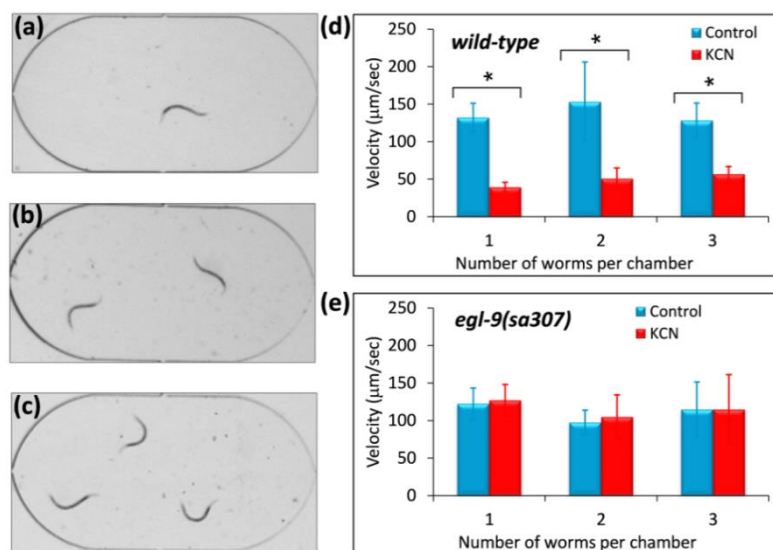 (a)
(b)
(c)
(d)
wild-type
Control
KCN
Velocity (µm/sec)
250
200
150
100
50
0
*
*
*
1 2 3
Number of worms per chamber
(e)
egl-9(sa307)
Control
KCN
Velocity (µm/sec)
250
200
150
100
50
0
1 2 3
Number of worms per chamber